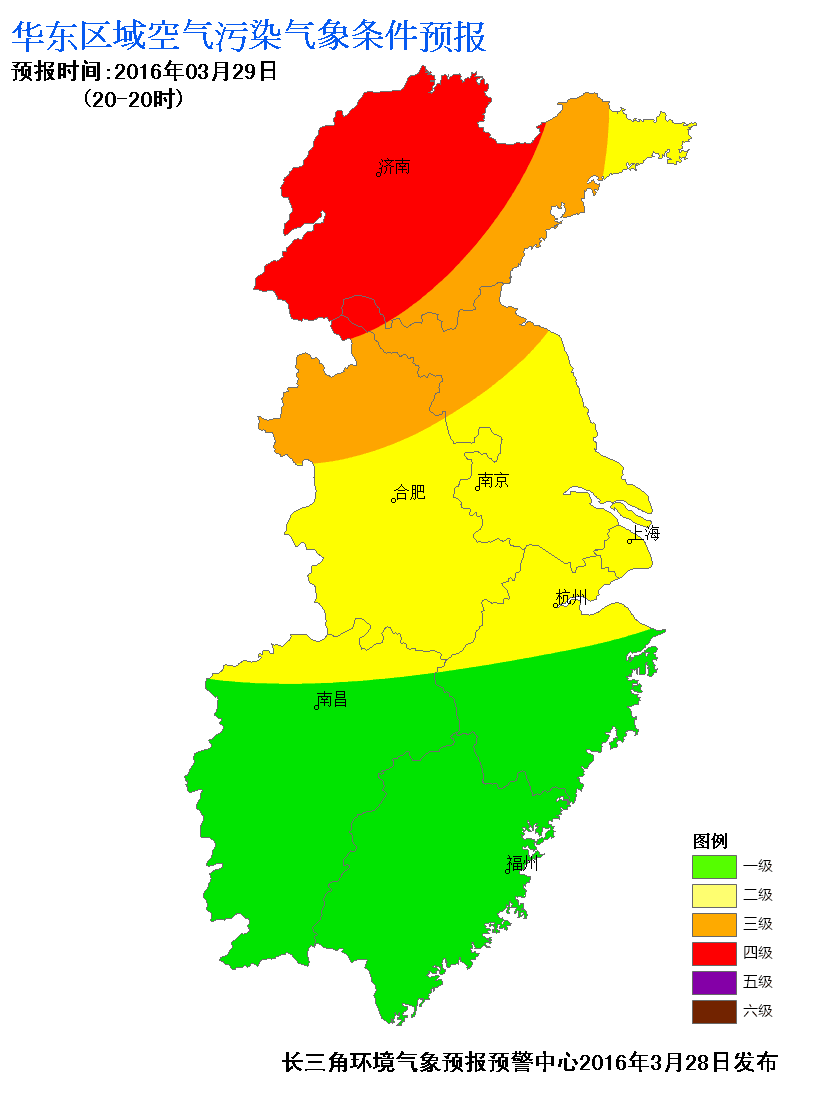 华东区域空气污染气象条件预报
预报时间:2016年03月29日
(20-20时)
济南
合肥
南京
上海
杭州
南昌
福州
图例
一级
二级
三级
四级
五级
六级
长三角环境气象预报预警中心2016年3月28日发布